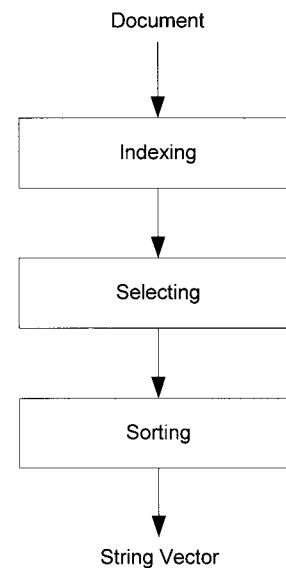 Document
Indexing
Selecting
Sorting
String Vector